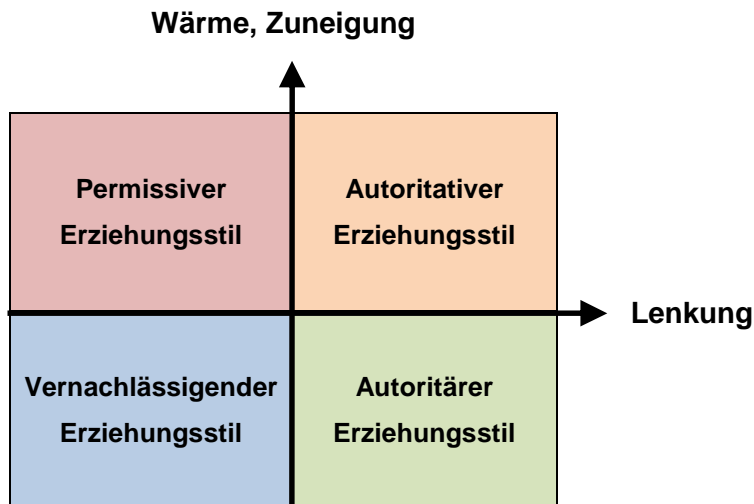 Wärme, Zuneigung
Permissiver
Erziehungsstil
Autoritativer
Erziehungsstil
Lenkung
Vernachlässigender
Erziehungsstil
Autoritärer
Erziehungsstil